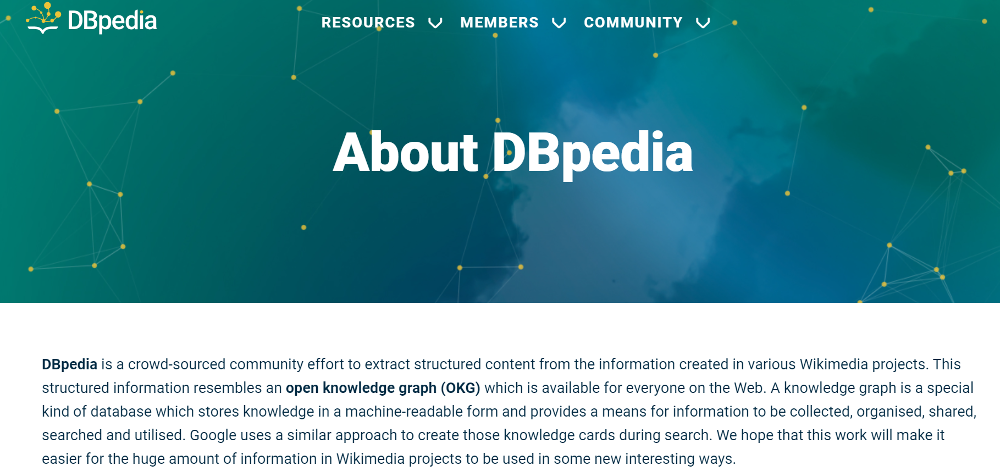 DBpedia
RESOURCES MEMBERS COMMUNITY
About DBpedia
DBpedia is a crowd-sourced community effort to extract structured content from the information created in various Wikimedia projects. This
structured information resembles an open knowledge graph (OKG) which is available for everyone on the Web. A knowledge graph is a special
kind of database which stores knowledge in a machine-readable form and provides a means for information to be collected, organised, shared,
searched and utilised. Google uses a similar approach to create those knowledge cards during search. We hope that this work will make it
easier for the huge amount of information in Wikimedia projects to be used in some new interesting ways.